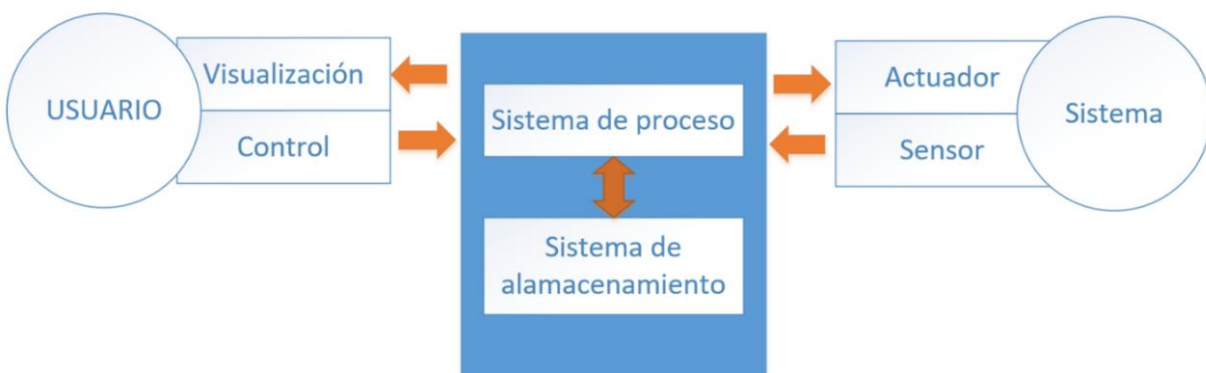 USUARIO
Visualización
Control
Sistema de proceso
Sistema de
alamacenamiento
Actuador
Sensor
Sistema